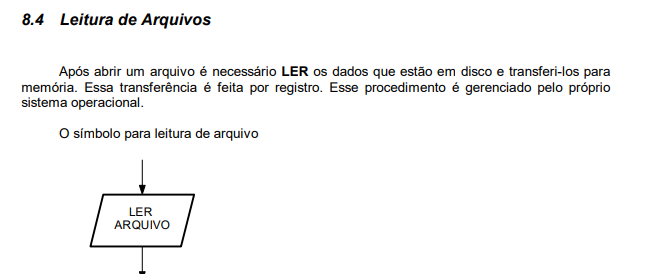 8.4 Leitura de Arquivos
Após abrir um arquivo é necessário LER os dados que estão em disco e transferi-los para
memória. Essa transferência é feita por registro. Esse procedimento é gerenciado pelo próprio
sistema operacional.
O símbolo para leitura de arquivo
LER
ARQUIVO